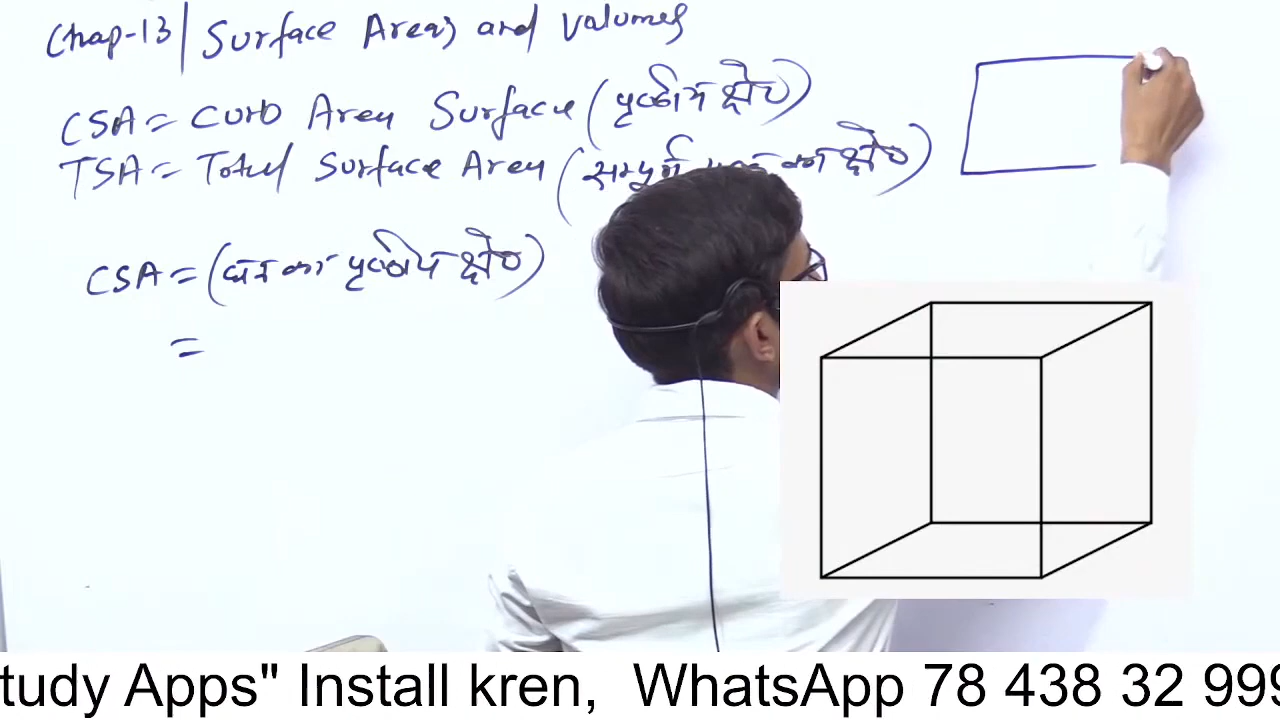 Chap-13 | Surface Areas and Volumes
CSA = Curb Area Surface (पृष्ठीय क्षेत्र)
TSA = Total Surface Area (सम्पूर्ण का क्षेत्र)
CSA = (घन का पृष्ठीय क्षेत्र)
=
tudy Apps" Install kren, WhatsApp 78 438 32 999